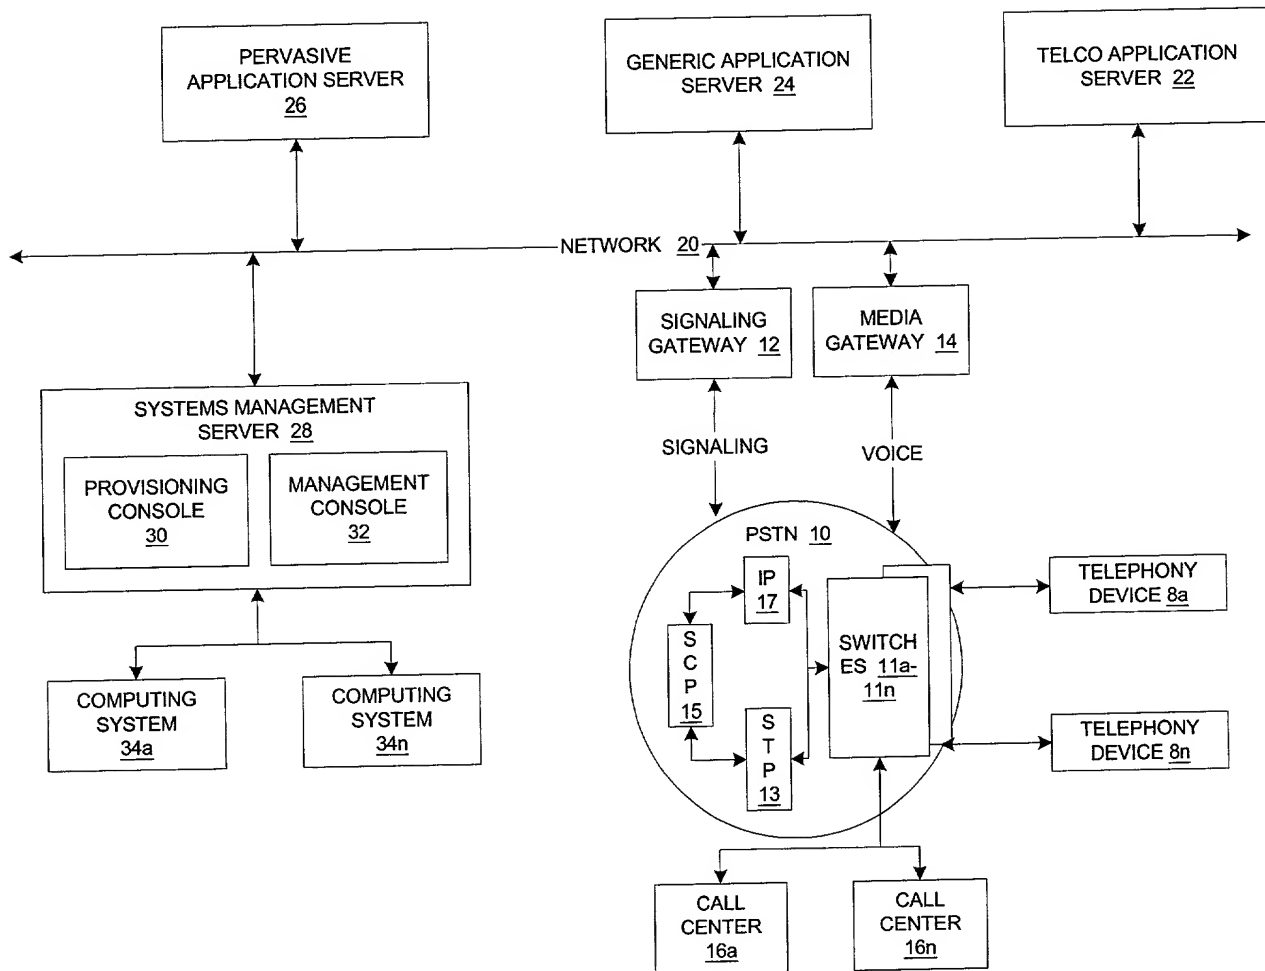 PERVASIVE
APPLICATION SERVER
26
GENERIC APPLICATION
SERVER 24
TELCO APPLICATION
SERVER 22
NETWORK 20
SIGNALING
GATEWAY 12
MEDIA
GATEWAY 14
SYSTEMS MANAGEMENT
SERVER 28
PROVISIONING
CONSOLE
30
MANAGEMENT
CONSOLE
32
SIGNALING
VOICE
PSTN 10
IP
17
S
C
P
15
S
T
P
13
SWITCH
ES 11a-
11n
TELEPHONY
DEVICE 8a
TELEPHONY
DEVICE 8n
COMPUTING
SYSTEM
34a
COMPUTING
SYSTEM
34n
CALL
CENTER
16a
CALL
CENTER
16n